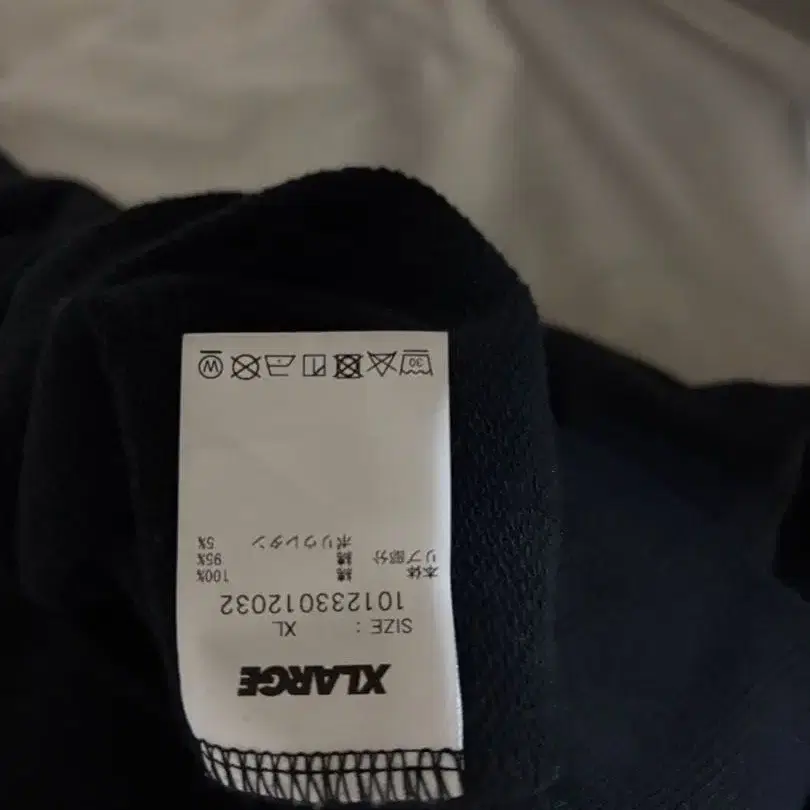 XLARGE
SIZE : XL
101233012032
本体 綿 100%
リブ部分 綿 95%
ポリウレタン 5%
30 W